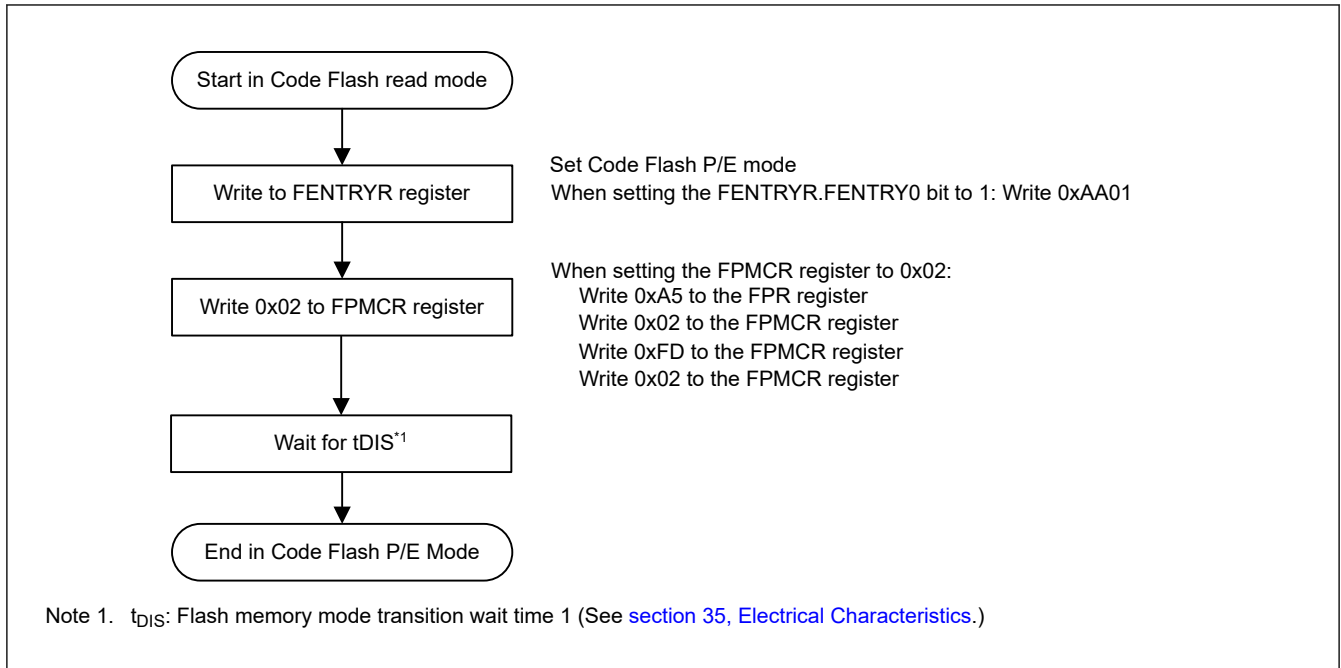 Start in Code Flash read mode
Set Code Flash P/E mode
Write to FENTRYR register
When setting the FENTRYR.FENTRY0 bit to 1: Write 0xAA01
When setting the FPMCR register to 0x02:
Write 0xA5 to the FPR register
Write 0x02 to FPMCR register
Write 0x02 to the FPMCR register
Write 0xFD to the FPMCR register
Write 0x02 to the FPMCR register
Wait for tDIS*1
End in Code Flash P/E Mode
Note 1. tDIS: Flash memory mode transition wait time 1 (See section 35, Electrical Characteristics.)